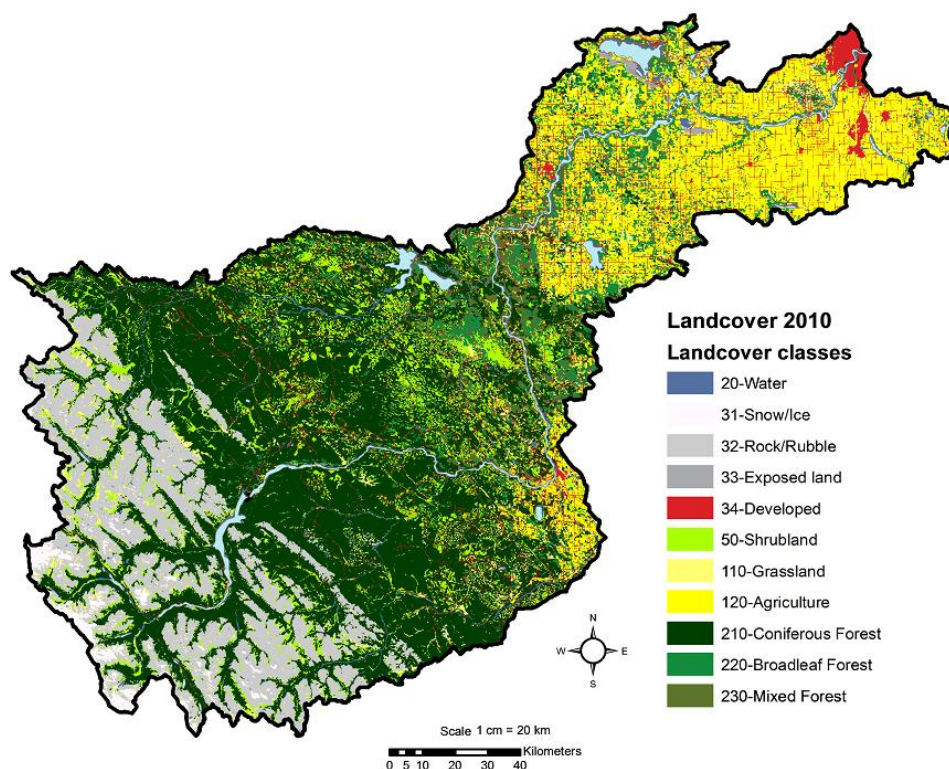 Landcover 2010
Landcover classes
20-Water
31-Snow/Ice
32-Rock/Rubble
33-Exposed land
34-Developed
50-Shrubland
110-Grassland
120-Agriculture
210-Coniferous Forest
220-Broadleaf Forest
230-Mixed Forest
N
W E
S
Scale 1 cm = 20 km
Kilometers
0 5 10 20 30 40